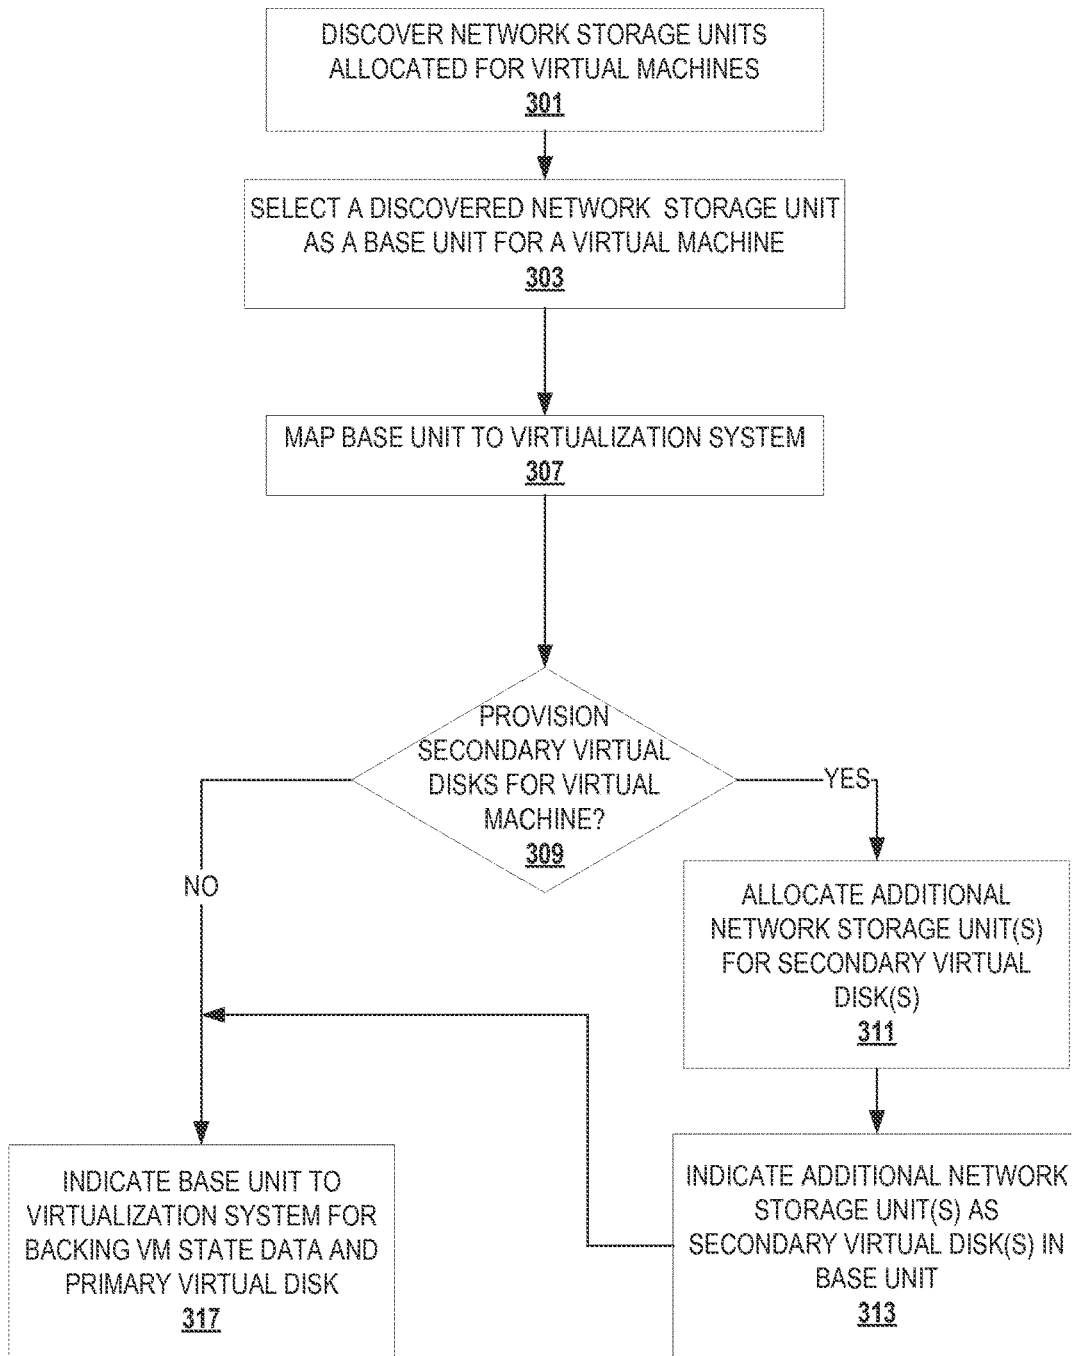 DISCOVER NETWORK STORAGE UNITS
ALLOCATED FOR VIRTUAL MACHINES
301
SELECT A DISCOVERED NETWORK STORAGE UNIT
AS A BASE UNIT FOR A VIRTUAL MACHINE
303
MAP BASE UNIT TO VIRTUALIZATION SYSTEM
307
PROVISION
SECONDARY VIRTUAL
DISKS FOR VIRTUAL
MACHINE?
309
YES
NO
ALLOCATE ADDITIONAL
NETWORK STORAGE UNIT(S)
FOR SECONDARY VIRTUAL
DISK(S)
311
INDICATE ADDITIONAL NETWORK
STORAGE UNIT(S) AS
SECONDARY VIRTUAL DISK(S) IN
BASE UNIT
313
INDICATE BASE UNIT TO
VIRTUALIZATION SYSTEM FOR
BACKING VM STATE DATA AND
PRIMARY VIRTUAL DISK
317